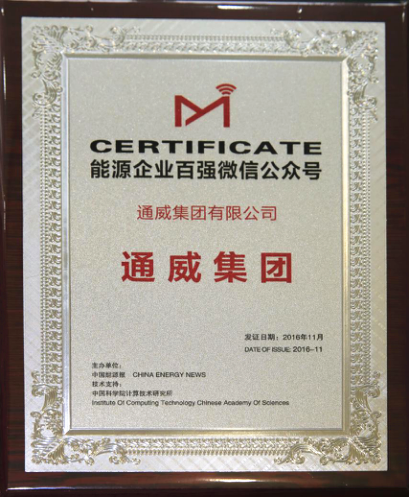 CERTIFICATE
能源企业百强微信公众号
通威集团有限公司
通威集团
发证日期：2016年11月
DATE OF ISSUE: 2016-11
主办单位：
中国能源报 CHINA ENERGY NEWS
技术支持：
中国科学院计算技术研究所
Institute Of Computing Technology Chinese Academy Of Sciences